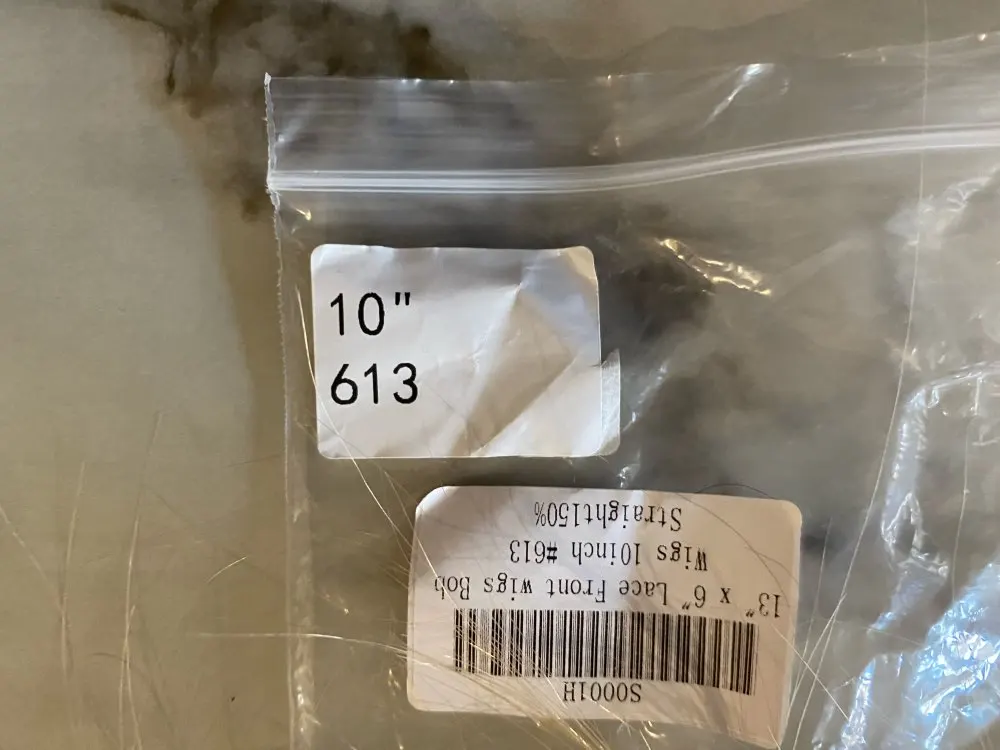 10"
613
S0001H
13" x 6" Lace Front wigs Bob
Wigs 10inch #613
Straight150%